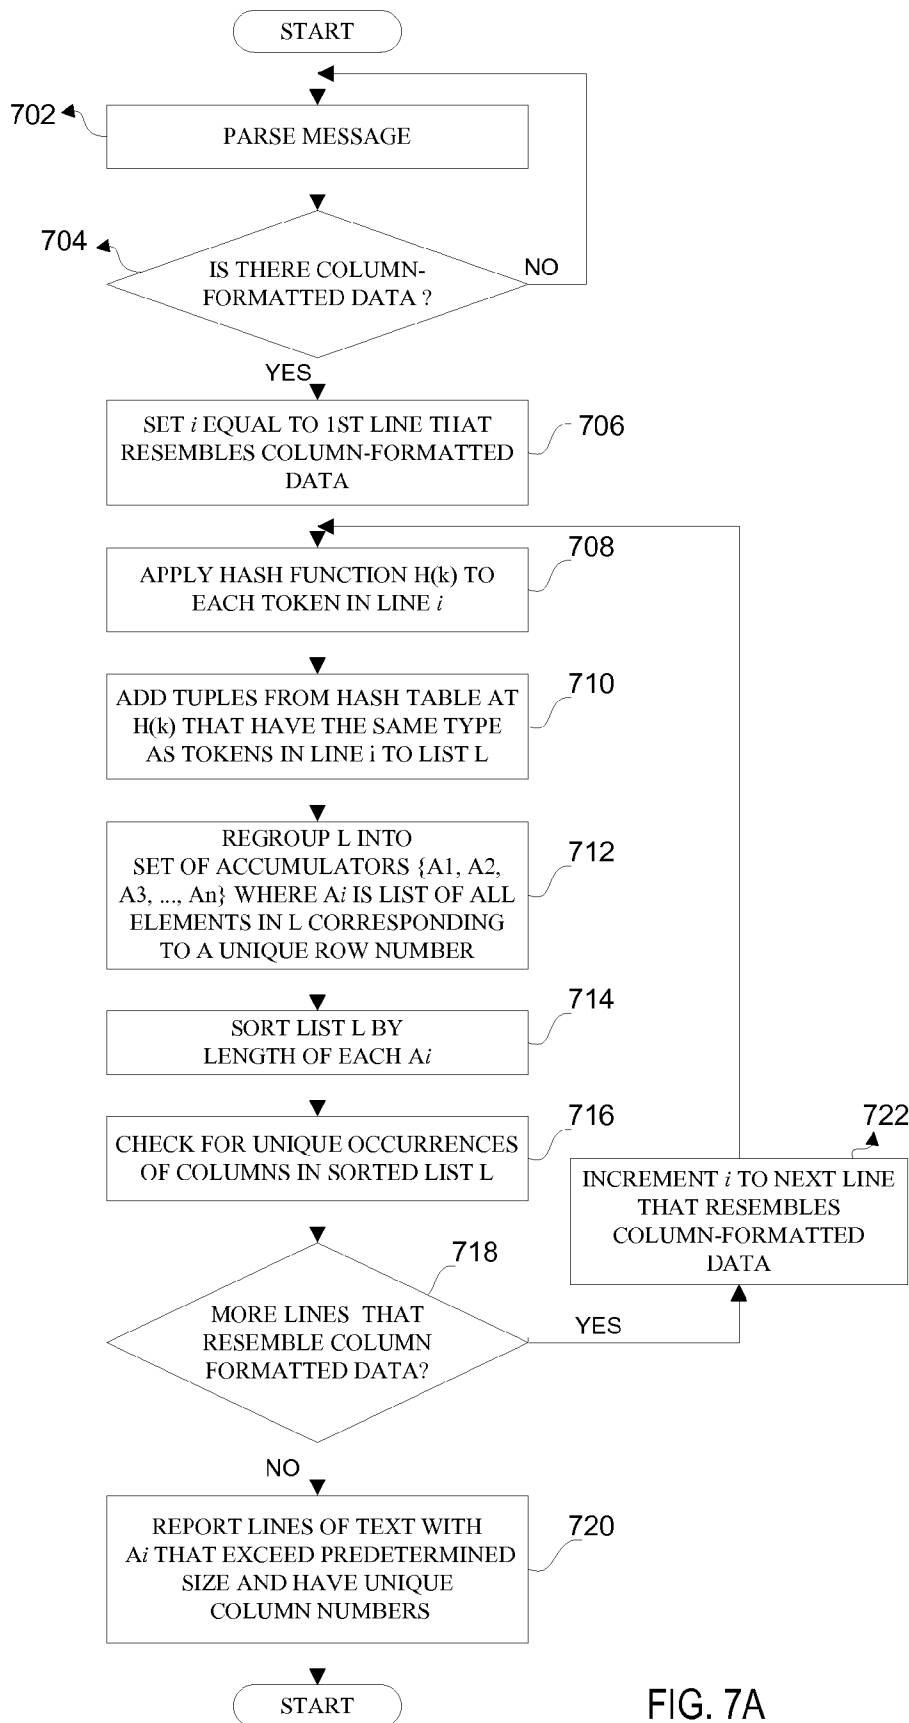 START
702
PARSE MESSAGE
704
IS THERE COLUMN-
FORMATTED DATA ?
NO
YES
SET i EQUAL TO 1ST LINE THAT
RESEMBLES COLUMN-FORMATTED
DATA
706
708
APPLY HASH FUNCTION H(k) TO
EACH TOKEN IN LINE i
710
ADD TUPLES FROM HASH TABLE AT
H(k) THAT HAVE THE SAME TYPE
AS TOKENS IN LINE i TO LIST L
712
REGROUP L INTO
SET OF ACCUMULATORS {A1, A2,
A3, ..., An} WHERE Ai IS LIST OF ALL
ELEMENTS IN L CORRESPONDING
TO A UNIQUE ROW NUMBER
714
SORT LIST L BY
LENGTH OF EACH Ai
716
CHECK FOR UNIQUE OCCURRENCES
OF COLUMNS IN SORTED LIST L
722
INCREMENT i TO NEXT LINE
THAT RESEMBLES
COLUMN-FORMATTED
DATA
718
MORE LINES THAT
RESEMBLE COLUMN
FORMATTED DATA?
YES
NO
720
REPORT LINES OF TEXT WITH
Ai THAT EXCEED PREDETERMINED
SIZE AND HAVE UNIQUE
COLUMN NUMBERS
START
FIG. 7A